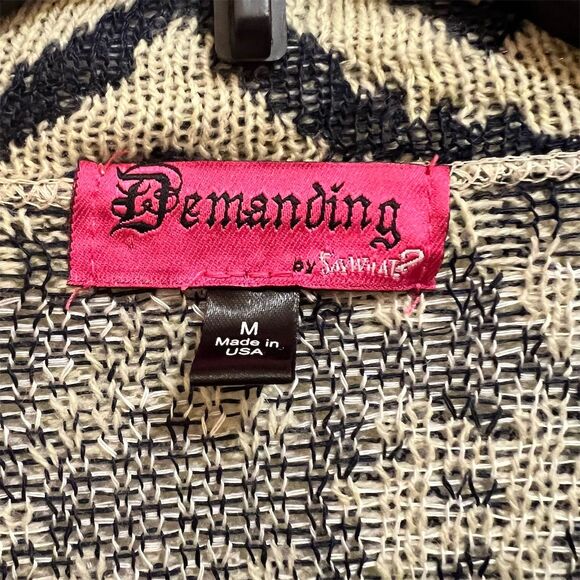 Demanding
BY SAYWHAT?
M
Made in
USA